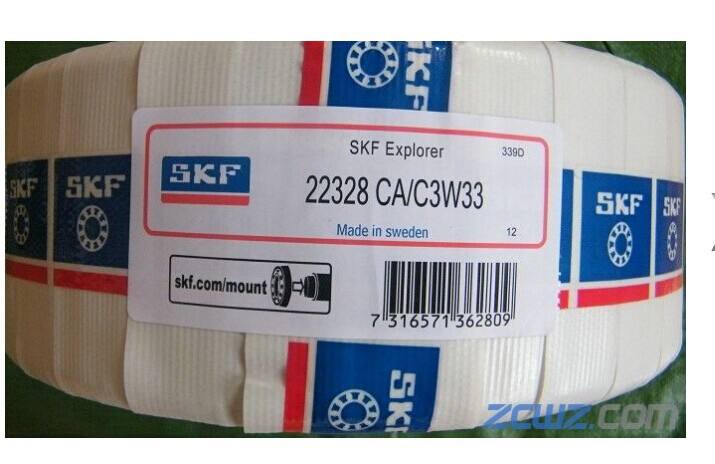 SKF
SKF
SKF
SKF Explorer
339D
SKF
22328 CA/C3W33
Made in sweden
12
SKF
SKF
skf.com/mount
7 316571 362809
SKF
zcwz.com